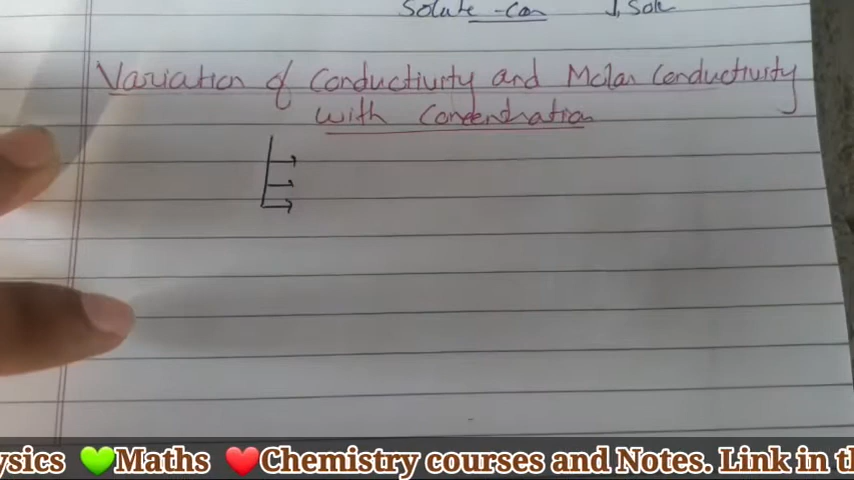 Solute - Con ↓ Solu
Variation of Conductivity and Molar Conductivity
with Concentration
ysics 💚Maths ❤️Chemistry courses and Notes. Link in th